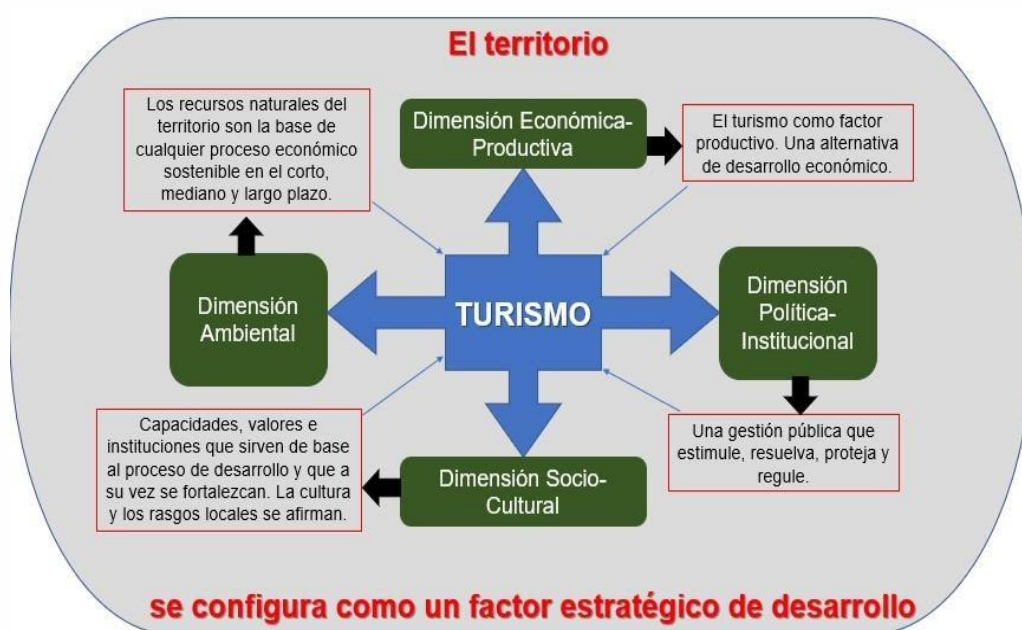 El territorio
Los recursos naturales del
territorio son la base de
cualquier proceso económico
sostenible en el corto,
mediano y largo plazo.
Dimensión Económica-
Productiva
El turismo como factor
productivo. Una alternativa
de desarrollo económico.
Dimensión
Ambiental
TURISMO
Dimensión
Política-
Institucional
Capacidades, valores e
instituciones que sirven de base
al proceso de desarrollo y que a
su vez se fortalezcan. La cultura
y los rasgos locales se afirman.
Dimensión Socio-
Cultural
Una gestión pública que
estimule, resuelva, proteja y
regule.
se configura como un factor estratégico de desarrollo